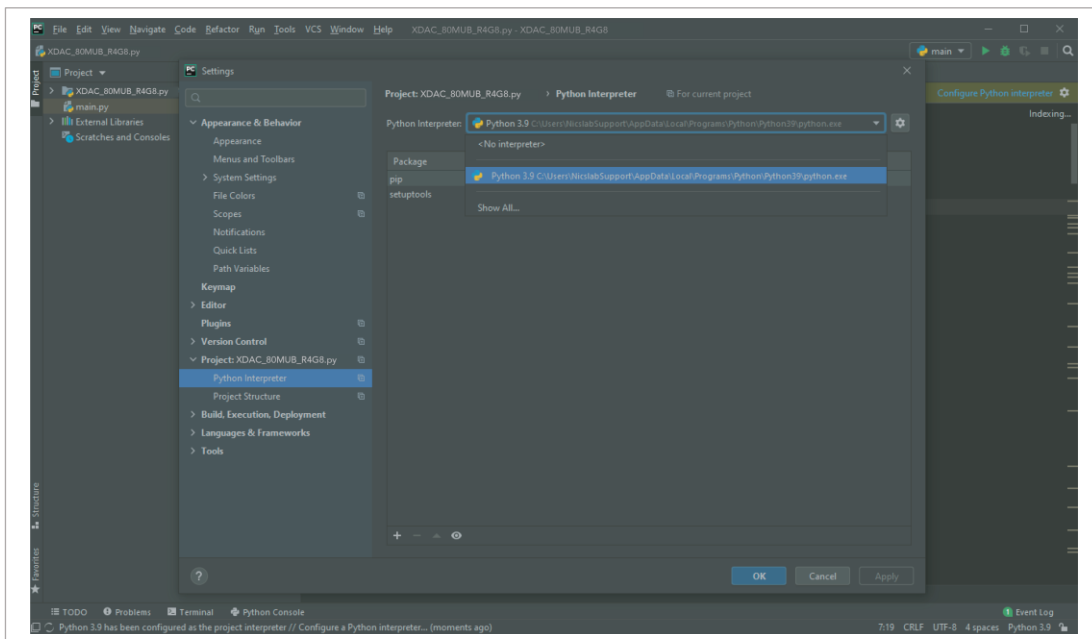 File Edit View Navigate Code Refactor Run Tools VCS Window Help XDAC_80MUB_R4G8.py - XDAC_80MUB_R4G8
XDAC_80MUB_R4G8.py
main
Project
Project
XDAC_80MUB_R4G8.py
main.py
External Libraries
Scratches and Consoles
Structure
Favorites
Settings
Appearance & Behavior
Appearance
Menus and Toolbars
System Settings
File Colors
Scopes
Notifications
Quick Lists
Path Variables
Keymap
Editor
Plugins
Version Control
Project: XDAC_80MUB_R4G8.py
Python Interpreter
Project Structure
Build, Execution, Deployment
Languages & Frameworks
Tools
Project: XDAC_80MUB_R4G8.py › Python Interpreter For current project
Python Interpreter: Python 3.9 C:\Users\NicslabSupport\AppData\Local\Programs\Python\Python39\python.exe
<No interpreter>
Python 3.9 C:\Users\NicslabSupport\AppData\Local\Programs\Python\Python39\python.exe
Show All...
Package
pip
setuptools
?
OK Cancel Apply
Configure Python interpreter
Indexing...
TODO Problems Terminal Python Console
1 Event Log
Python 3.9 has been configured as the project interpreter // Configure a Python interpreter... (moments ago)
7:19 CRLF UTF-8 4 spaces Python 3.9